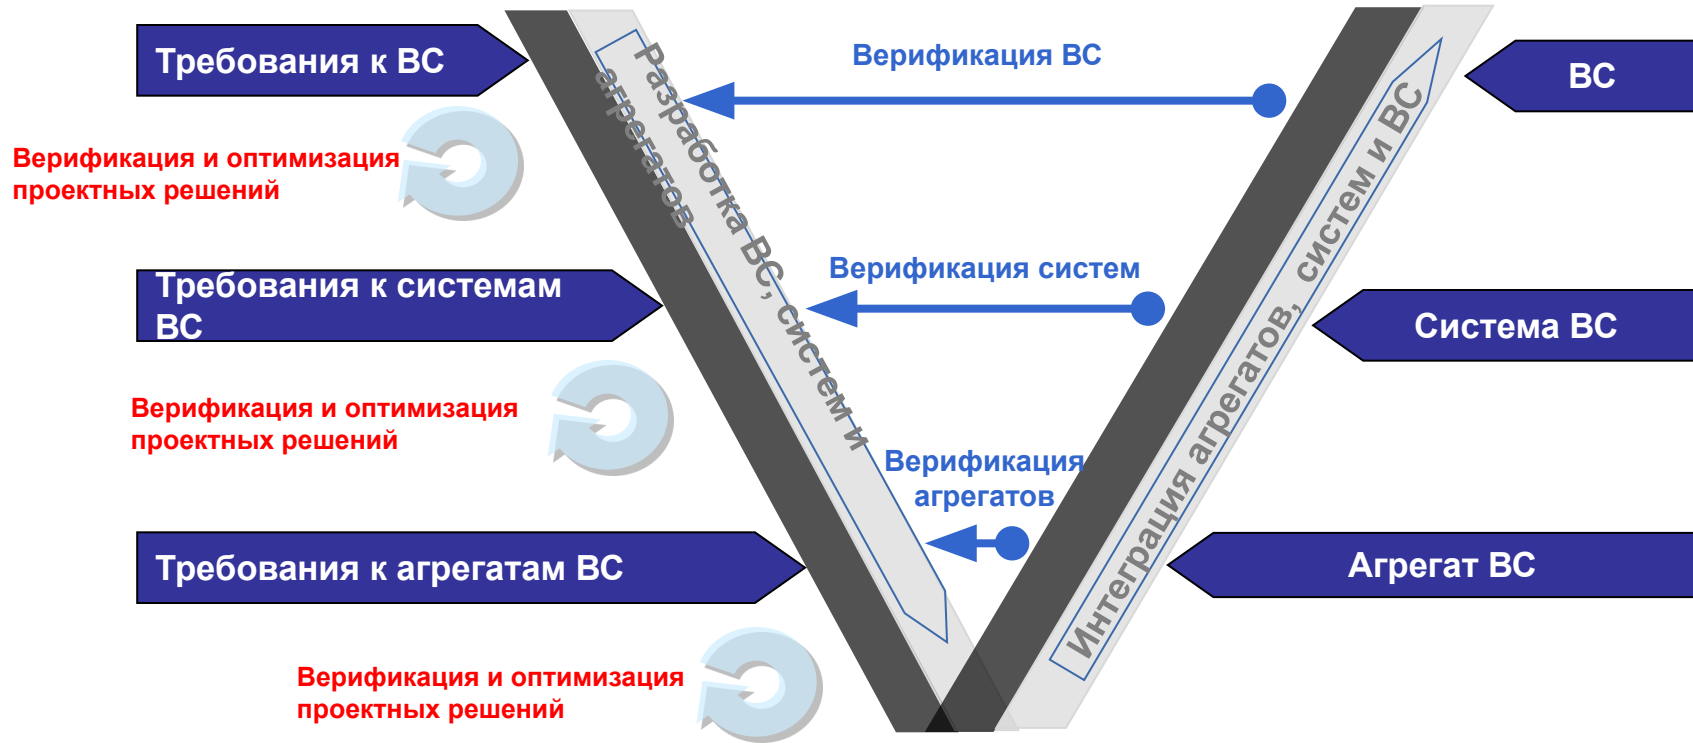 Требования к ВС
Верификация ВС
ВС
Разработка ВС, систем и
агрегатов
Интеграция агрегатов, систем и ВС
Верификация и оптимизация
проектных решений
Верификация систем
Требования к системам
ВС
Система ВС
Верификация и оптимизация
проектных решений
Верификация
агрегатов
Требования к агрегатам ВС
Агрегат ВС
Верификация и оптимизация
проектных решений